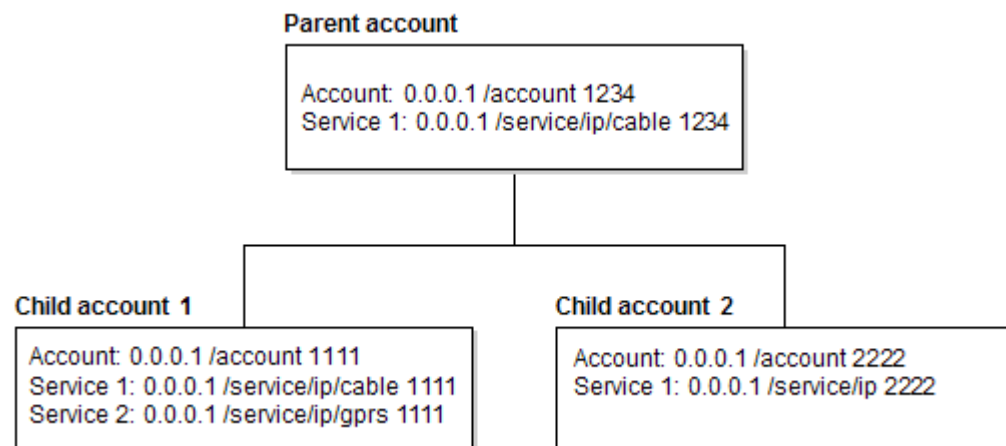 Parent account
Account: 0.0.0.1 /account 1234
Service 1: 0.0.0.1 /service/ip/cable 1234
Child account 1
Account: 0.0.0.1 /account 1111
Service 1: 0.0.0.1 /service/ip/cable 1111
Service 2: 0.0.0.1 /service/ip/gprs 1111
Child account 2
Account: 0.0.0.1 /account 2222
Service 1: 0.0.0.1 /service/ip 2222